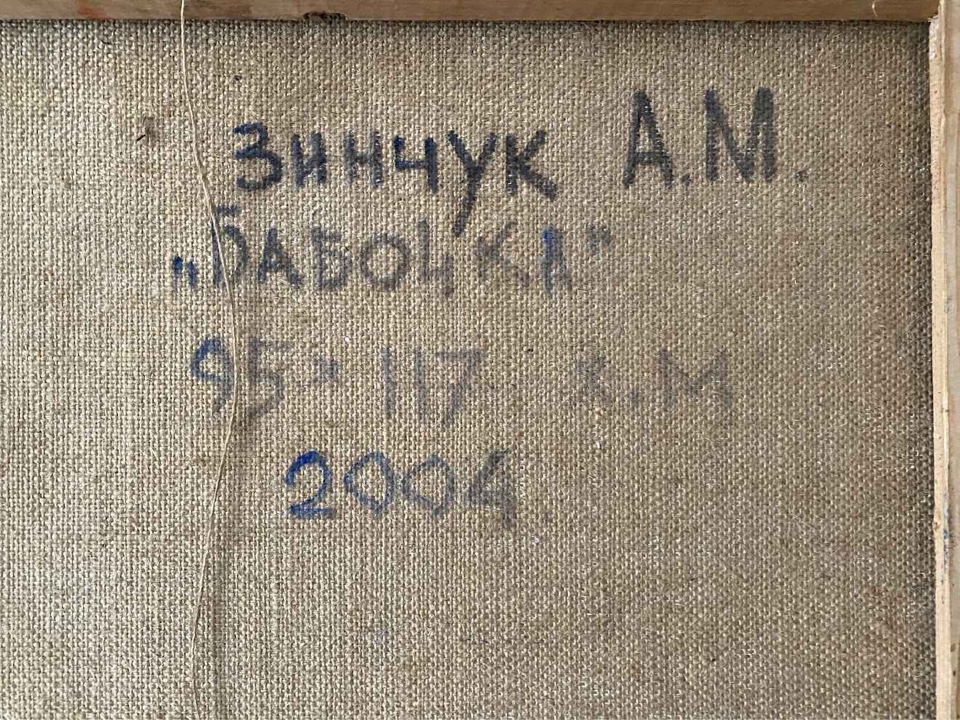 ЗИНЧУК А.М.
„БАБОЧКА"
95 × 117 х.м
2004.